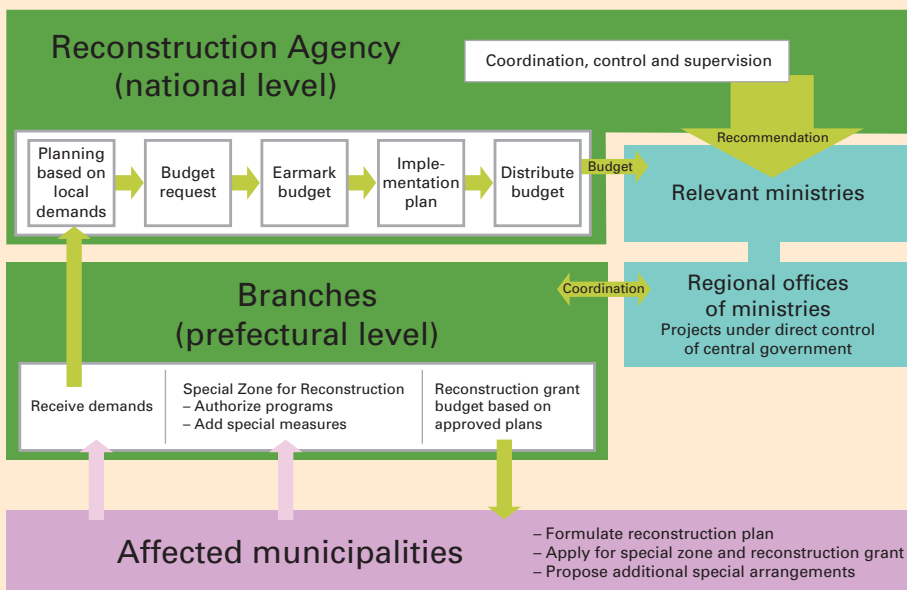 Reconstruction Agency
(national level)
Coordination, control and supervision
Recommendation
Planning
based on
local
demands
Budget
request
Earmark
budget
Imple-
mentation
plan
Distribute
budget
Budget
Relevant ministries
Branches
(prefectural level)
Coordination
Regional offices
of ministries
Projects under direct control
of central government
Receive demands
Special Zone for Reconstruction
– Authorize programs
– Add special measures
Reconstruction grant
budget based on
approved plans
Affected municipalities
– Formulate reconstruction plan
– Apply for special zone and reconstruction grant
– Propose additional special arrangements